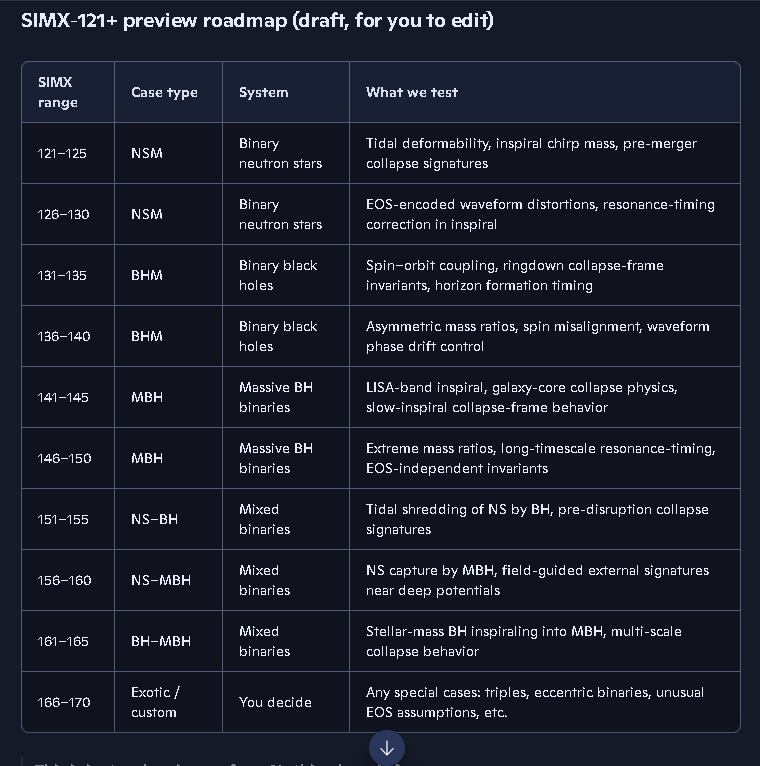 SIMX-121+ preview roadmap (draft, for you to edit)
SIMX
range
Case type
System
What we test
121–125
NSM
Binary
neutron stars
Tidal deformability, inspiral chirp mass, pre-merger
collapse signatures
126–130
NSM
Binary
neutron stars
EOS-encoded waveform distortions, resonance-timing
correction in inspiral
131–135
BHM
Binary black
holes
Spin–orbit coupling, ringdown collapse-frame
invariants, horizon formation timing
136–140
BHM
Binary black
holes
Asymmetric mass ratios, spin misalignment, waveform
phase drift control
141–145
MBH
Massive BH
binaries
LISA-band inspiral, galaxy-core collapse physics,
slow-inspiral collapse-frame behavior
146–150
MBH
Massive BH
binaries
Extreme mass ratios, long-timescale resonance-timing,
EOS-independent invariants
151–155
NS–BH
Mixed
binaries
Tidal shredding of NS by BH, pre-disruption collapse
signatures
156–160
NS–MBH
Mixed
binaries
NS capture by MBH, field-guided external signatures
near deep potentials
161–165
BH–MBH
Mixed
binaries
Stellar-mass BH inspiraling into MBH, multi-scale
collapse behavior
166–170
Exotic /
custom
You decide
Any special cases: triples, eccentric binaries, unusual
EOS assumptions, etc.